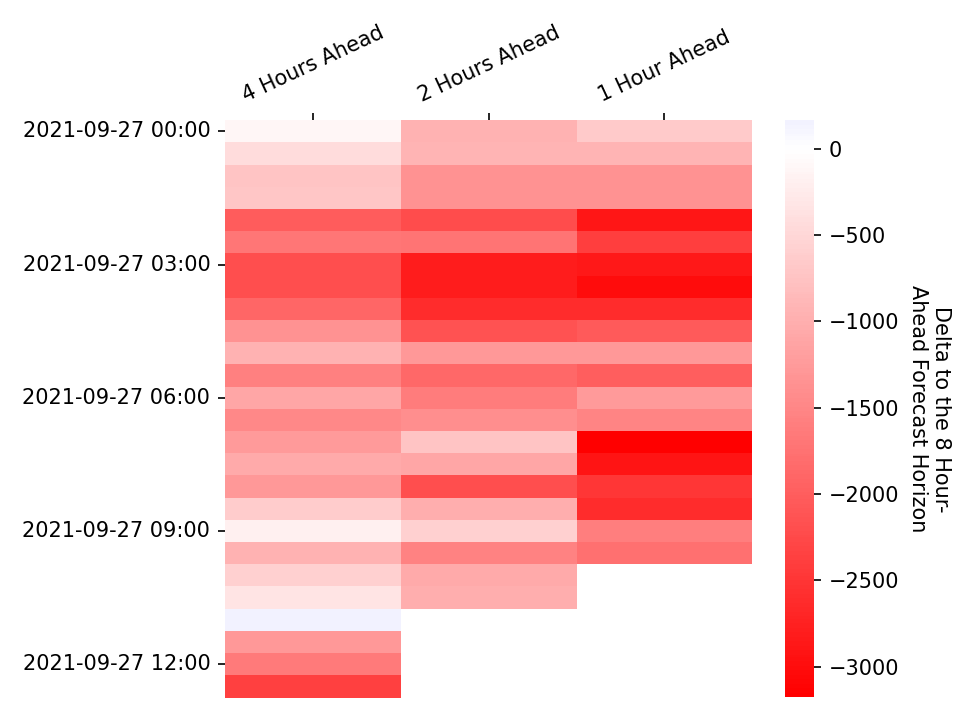 4 Hours Ahead
2 Hours Ahead
1 Hour Ahead
2021-09-27 00:00
2021-09-27 03:00
2021-09-27 06:00
2021-09-27 09:00
2021-09-27 12:00
0
−500
−1000
−1500
−2000
−2500
−3000
Delta to the 8 Hour-
Ahead Forecast Horizon